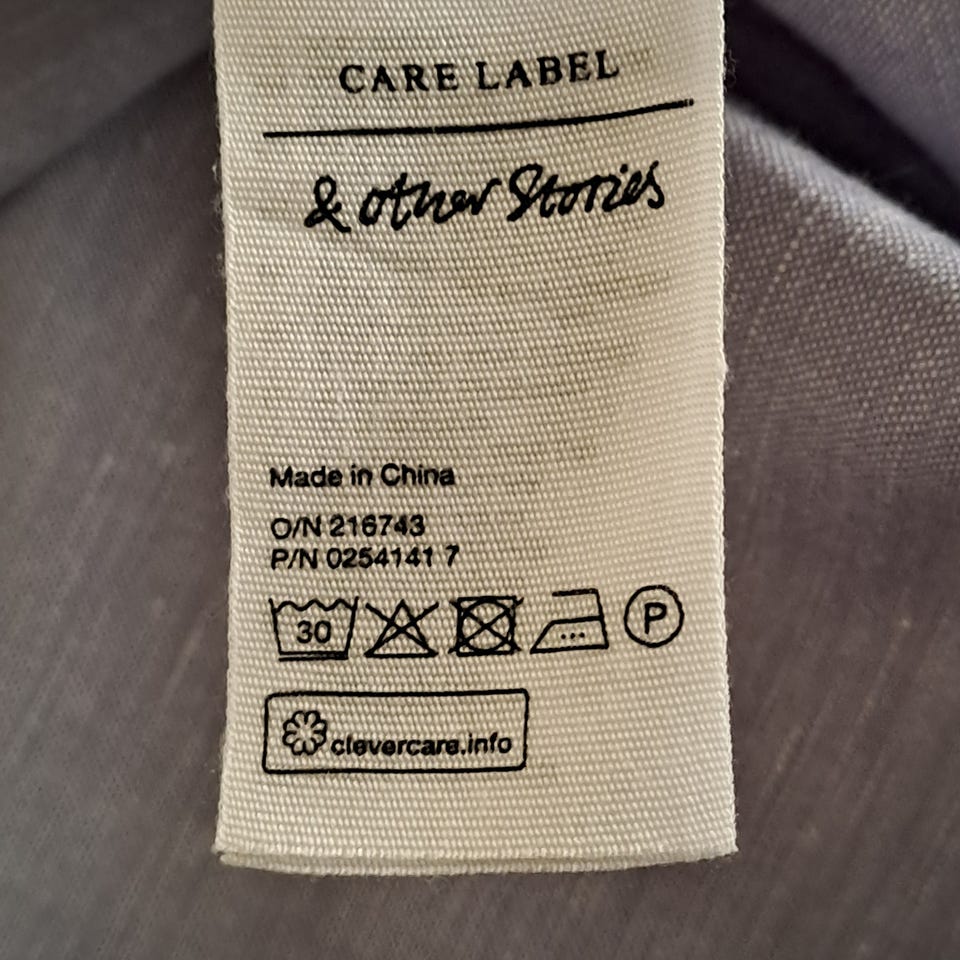 CARE LABEL
& other Stories
Made in China
O/N 216743
P/N 0254141 7
30 P
clevercare.info